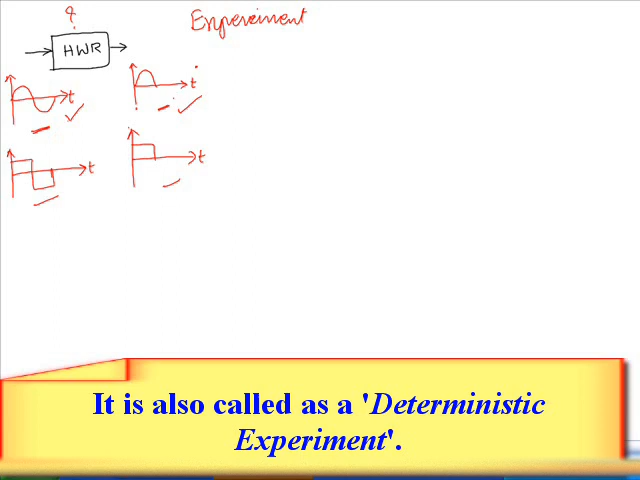 ?
Experiment
HWR
t
t
t
t
It is also called as a 'Deterministic
Experiment'.